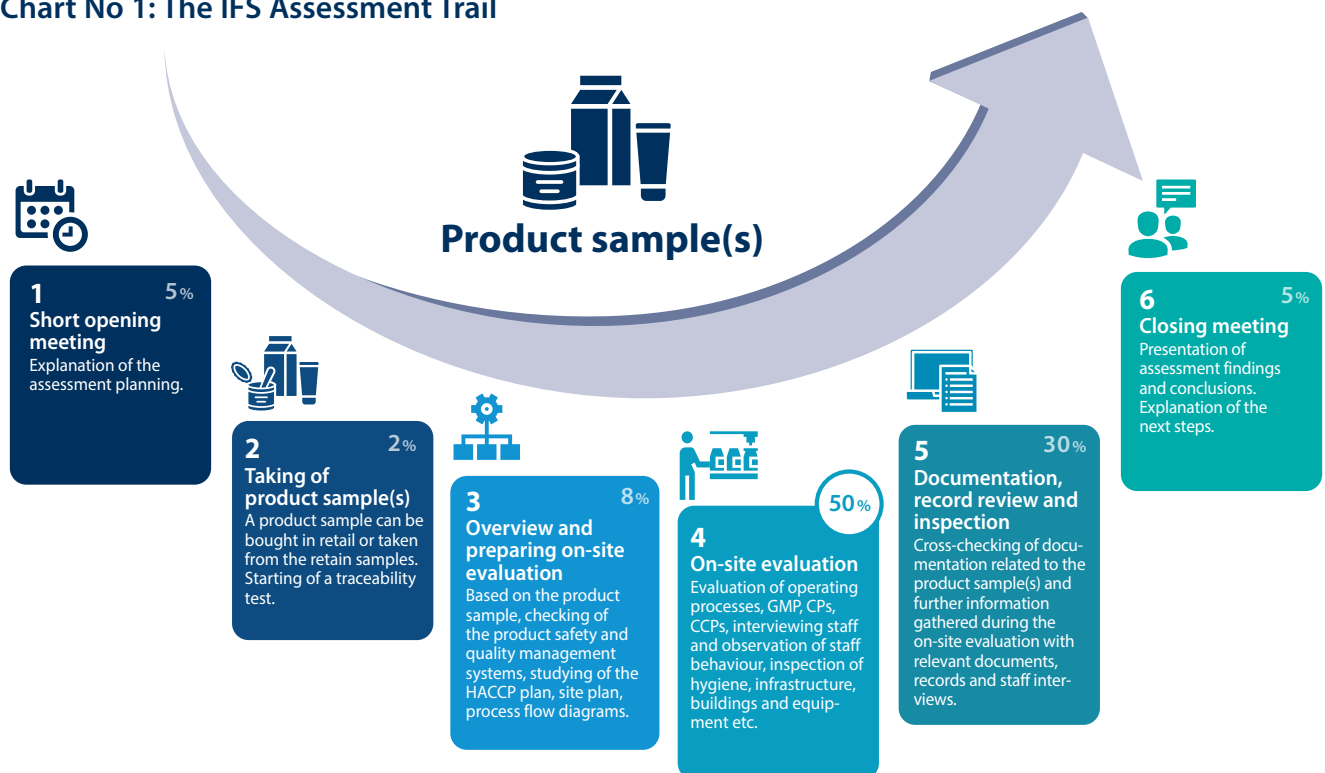 Chart No 1: The IFS Assessment Trail
Product sample(s)
1
5%
Short opening
meeting
Explanation of the
assessment planning.
2
2%
Taking of
product sample(s)
A product sample can be
bought in retail or taken
from the retain samples.
Starting of a traceability
test.
3
8%
Overview and
preparing on-site
evaluation
Based on the product
sample, checking of
the product safety and
quality management
systems, studying of the
HACCP plan, site plan,
process flow diagrams.
4
50%
On-site evaluation
Evaluation of operating
processes, GMP, CPs,
CCPs, interviewing staff
and observation of staff
behaviour, inspection of
hygiene, infrastructure,
buildings and equip-
ment etc.
5
30%
Documentation,
record review and
inspection
Cross-checking of docu-
mentation related to the
product sample(s) and
further information
gathered during the
on-site evaluation with
relevant documents,
records and staff inter-
views.
6
5%
Closing meeting
Presentation of
assessment findings
and conclusions.
Explanation of the
next steps.